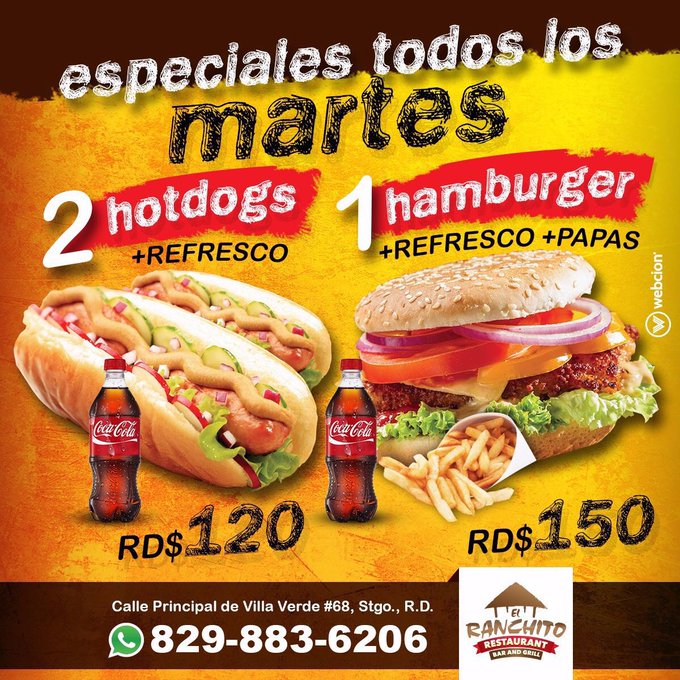 especiales todos los
martes
2 hotdogs
+REFRESCO
1 hamburger
+REFRESCO +PAPAS
webcion
Coca-Cola
Coca-Cola
RD$120
RD$150
Calle Principal de Villa Verde #68, Stgo., R.D.
829-883-6206
EL
RANCHITO
RESTAURANT
BAR AND GRILL